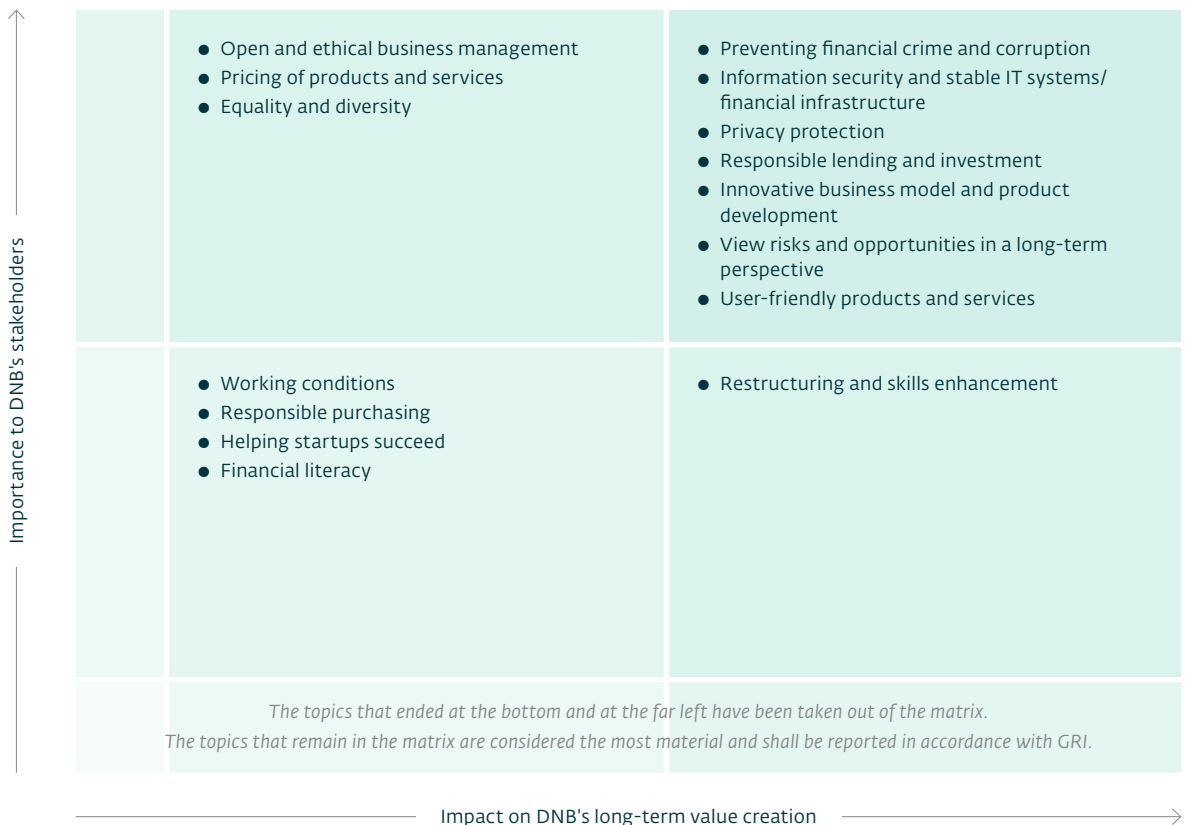 Importance to DNB's stakeholders
● Open and ethical business management
● Pricing of products and services
● Equality and diversity
● Preventing financial crime and corruption
● Information security and stable IT systems/
financial infrastructure
● Privacy protection
● Responsible lending and investment
● Innovative business model and product
development
● View risks and opportunities in a long-term
perspective
● User-friendly products and services
● Working conditions
● Responsible purchasing
● Helping startups succeed
● Financial literacy
● Restructuring and skills enhancement
The topics that ended at the bottom and at the far left have been taken out of the matrix.
The topics that remain in the matrix are considered the most material and shall be reported in accordance with GRI.
Impact on DNB's long-term value creation